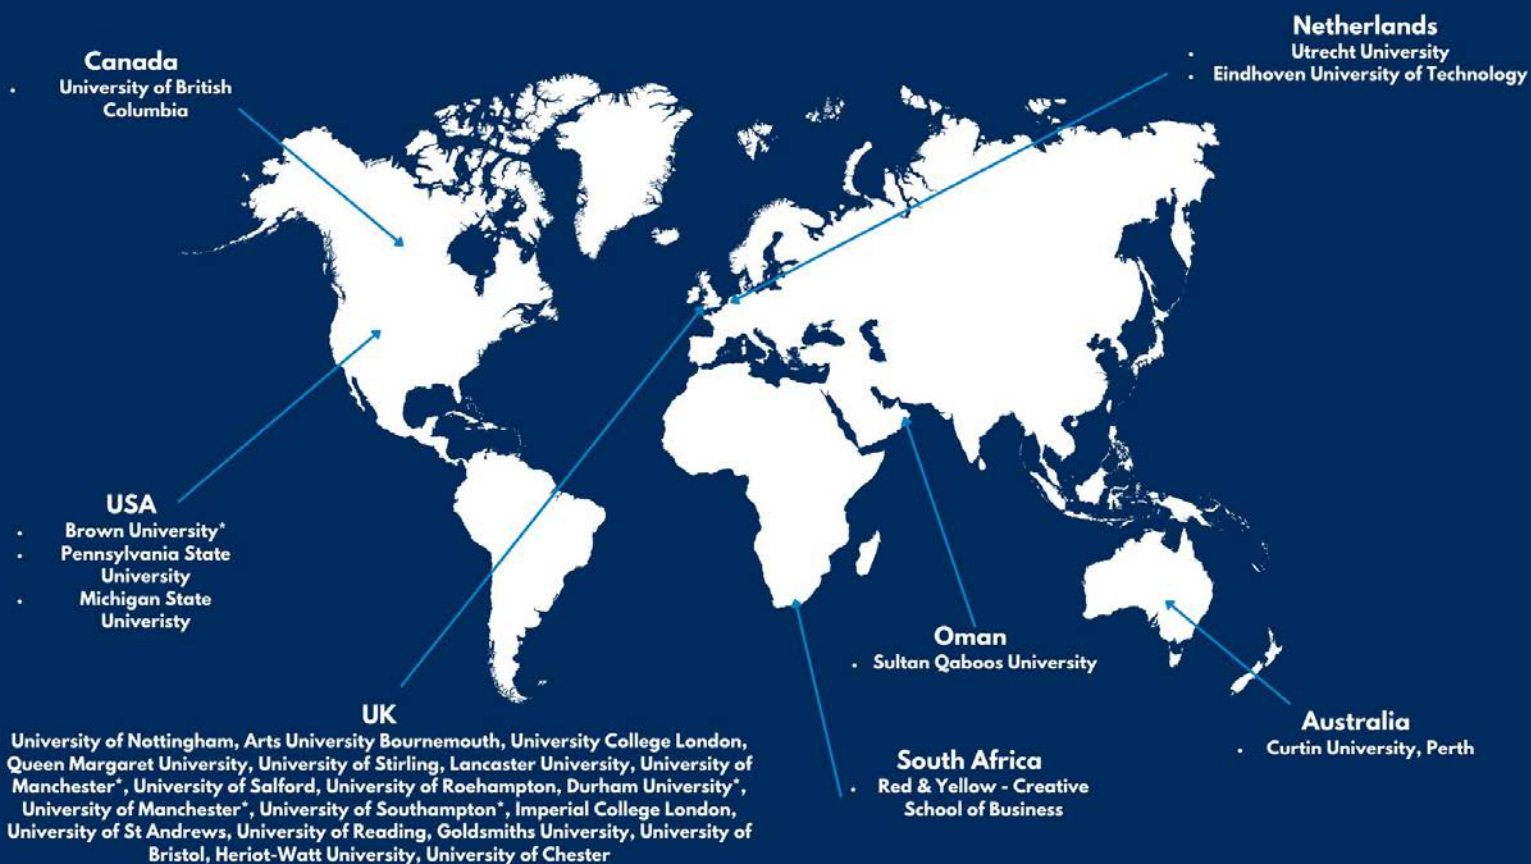 Canada
• University of British
Columbia
Netherlands
• Utrecht University
• Eindhoven University of Technology
USA
• Brown University*
• Pennsylvania State
University
• Michigan State
Univeristy
UK
University of Nottingham, Arts University Bournemouth, University College London,
Queen Margaret University, University of Stirling, Lancaster University, University of
Manchester*, University of Salford, University of Roehampton, Durham University*,
University of Manchester*, University of Southampton*, Imperial College London,
University of St Andrews, University of Reading, Goldsmiths University, University of
Bristol, Heriot-Watt University, University of Chester
Oman
• Sultan Qaboos University
South Africa
• Red & Yellow - Creative
School of Business
Australia
• Curtin University, Perth